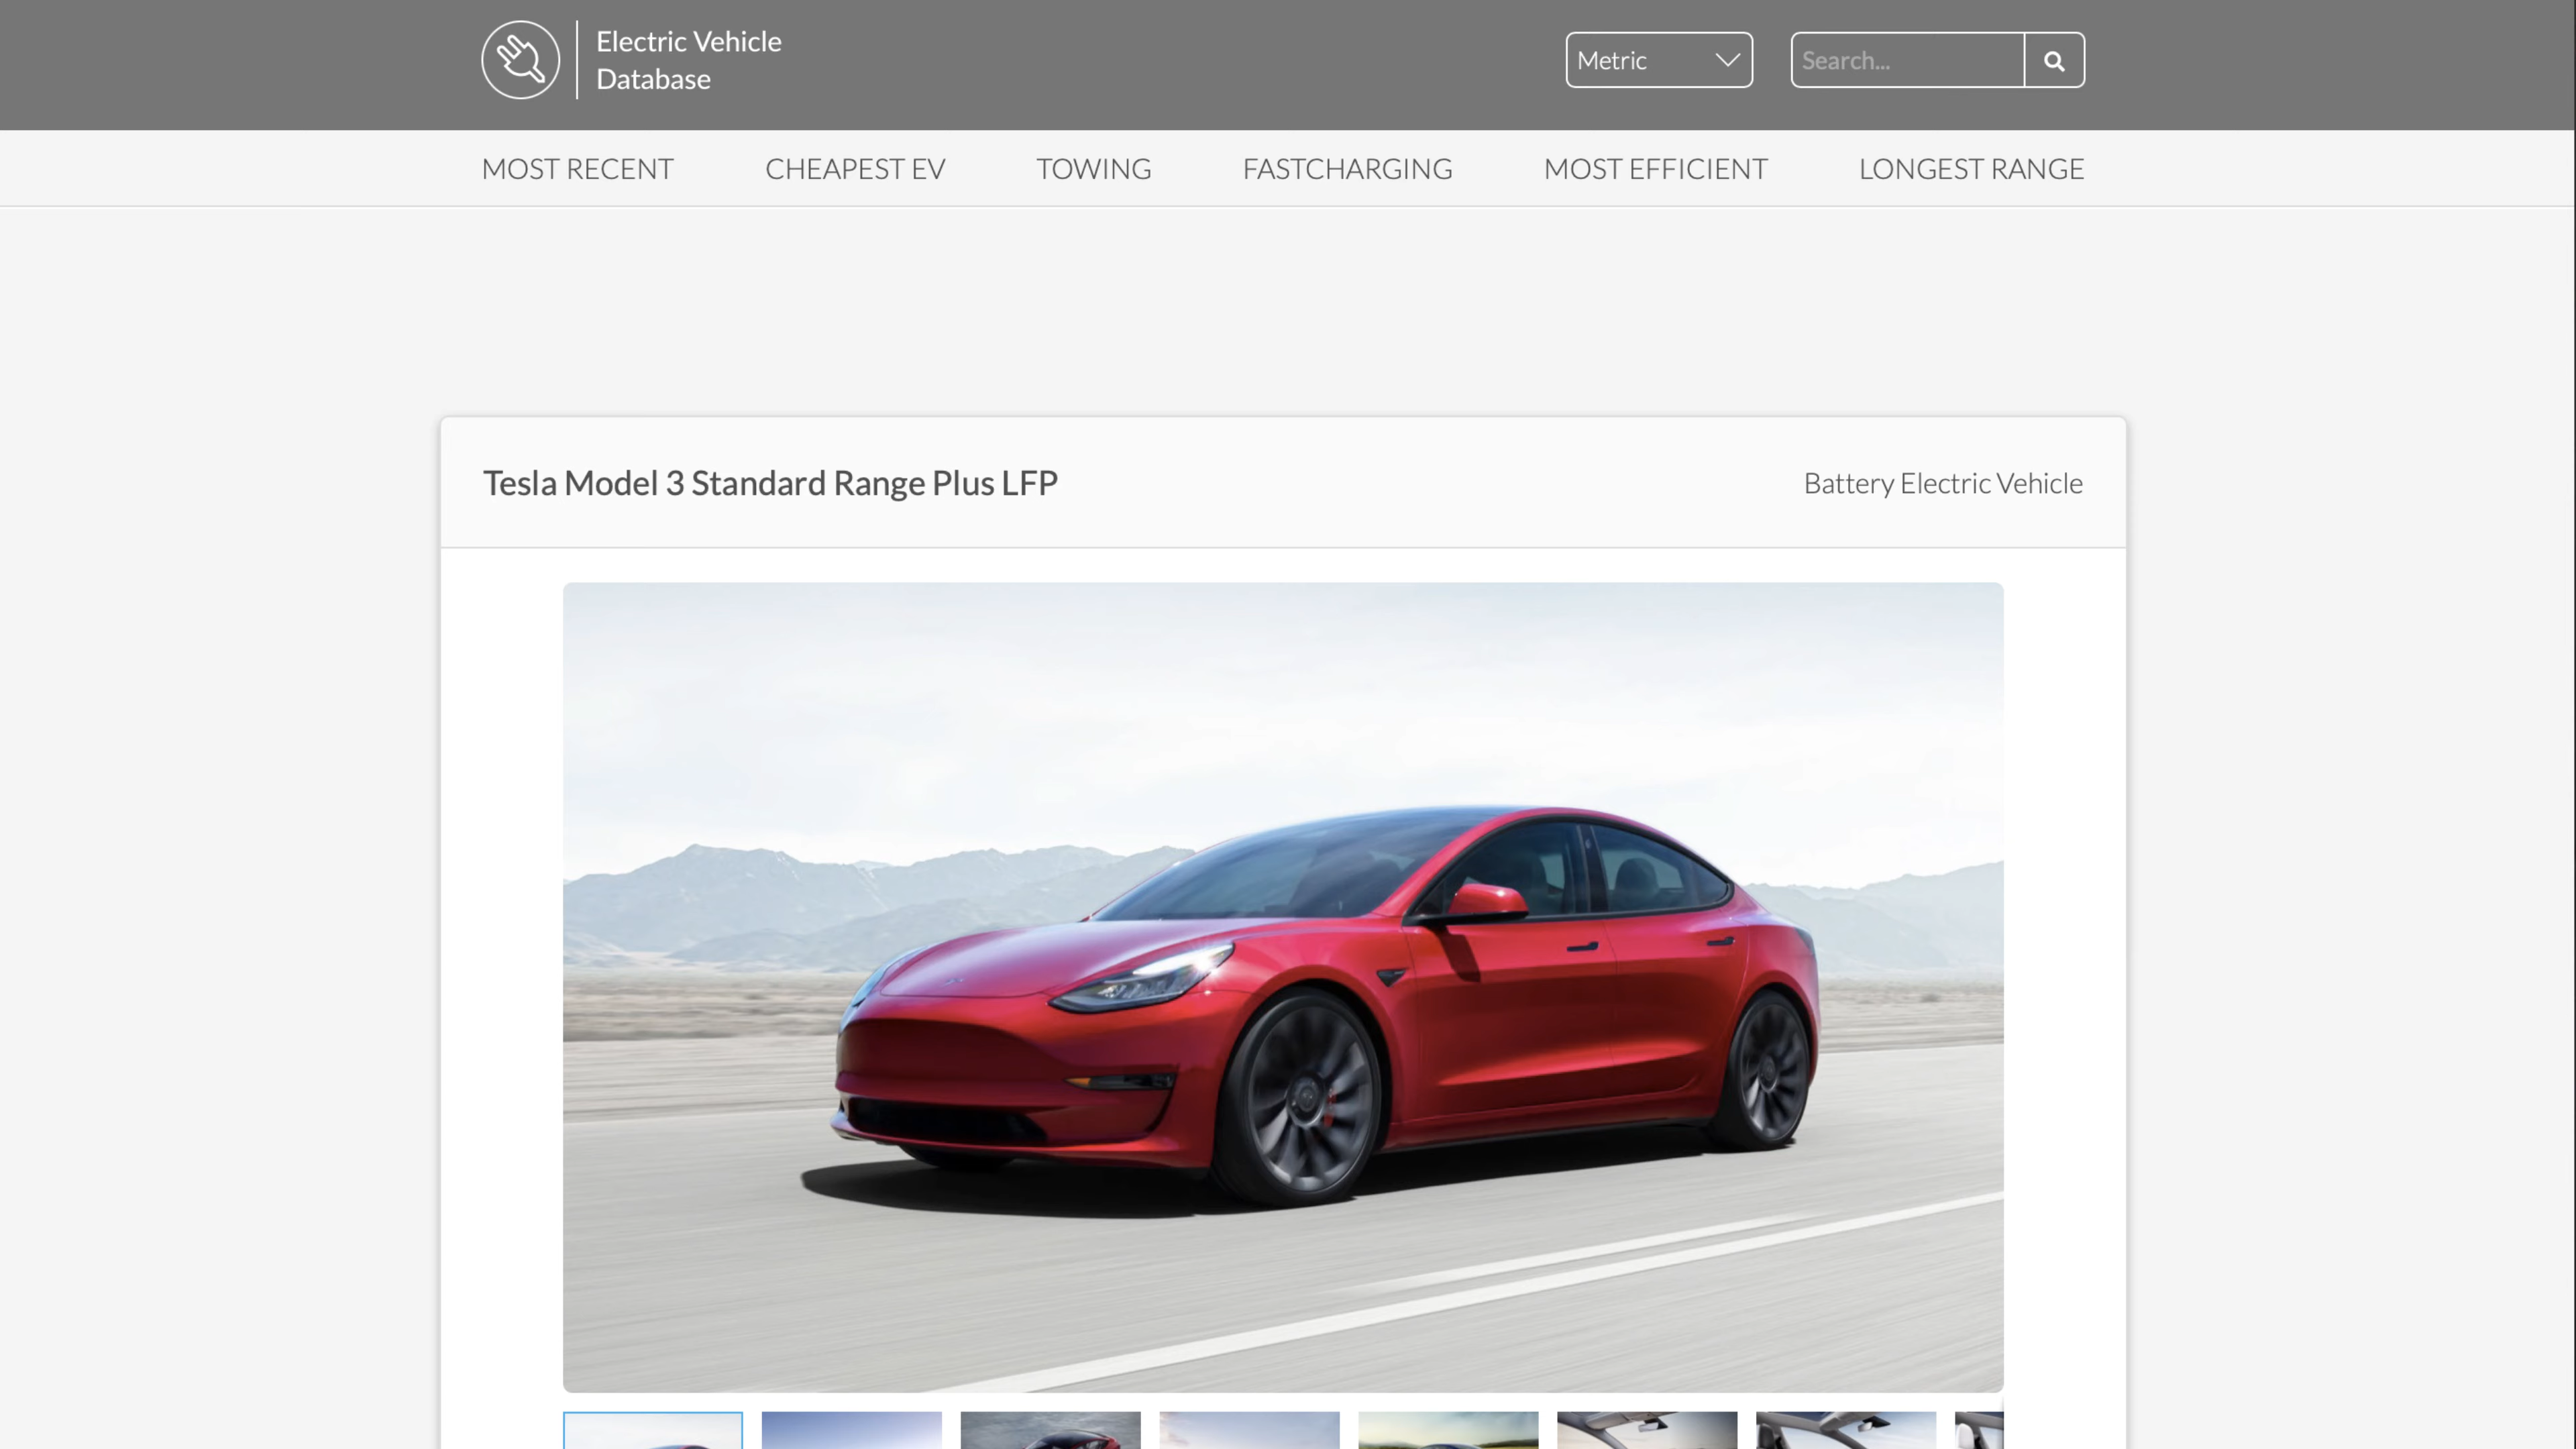 Electric Vehicle
Database
Metric
Search...
MOST RECENT
CHEAPEST EV
TOWING
FASTCHARGING
MOST EFFICIENT
LONGEST RANGE
Tesla Model 3 Standard Range Plus LFP
Battery Electric Vehicle